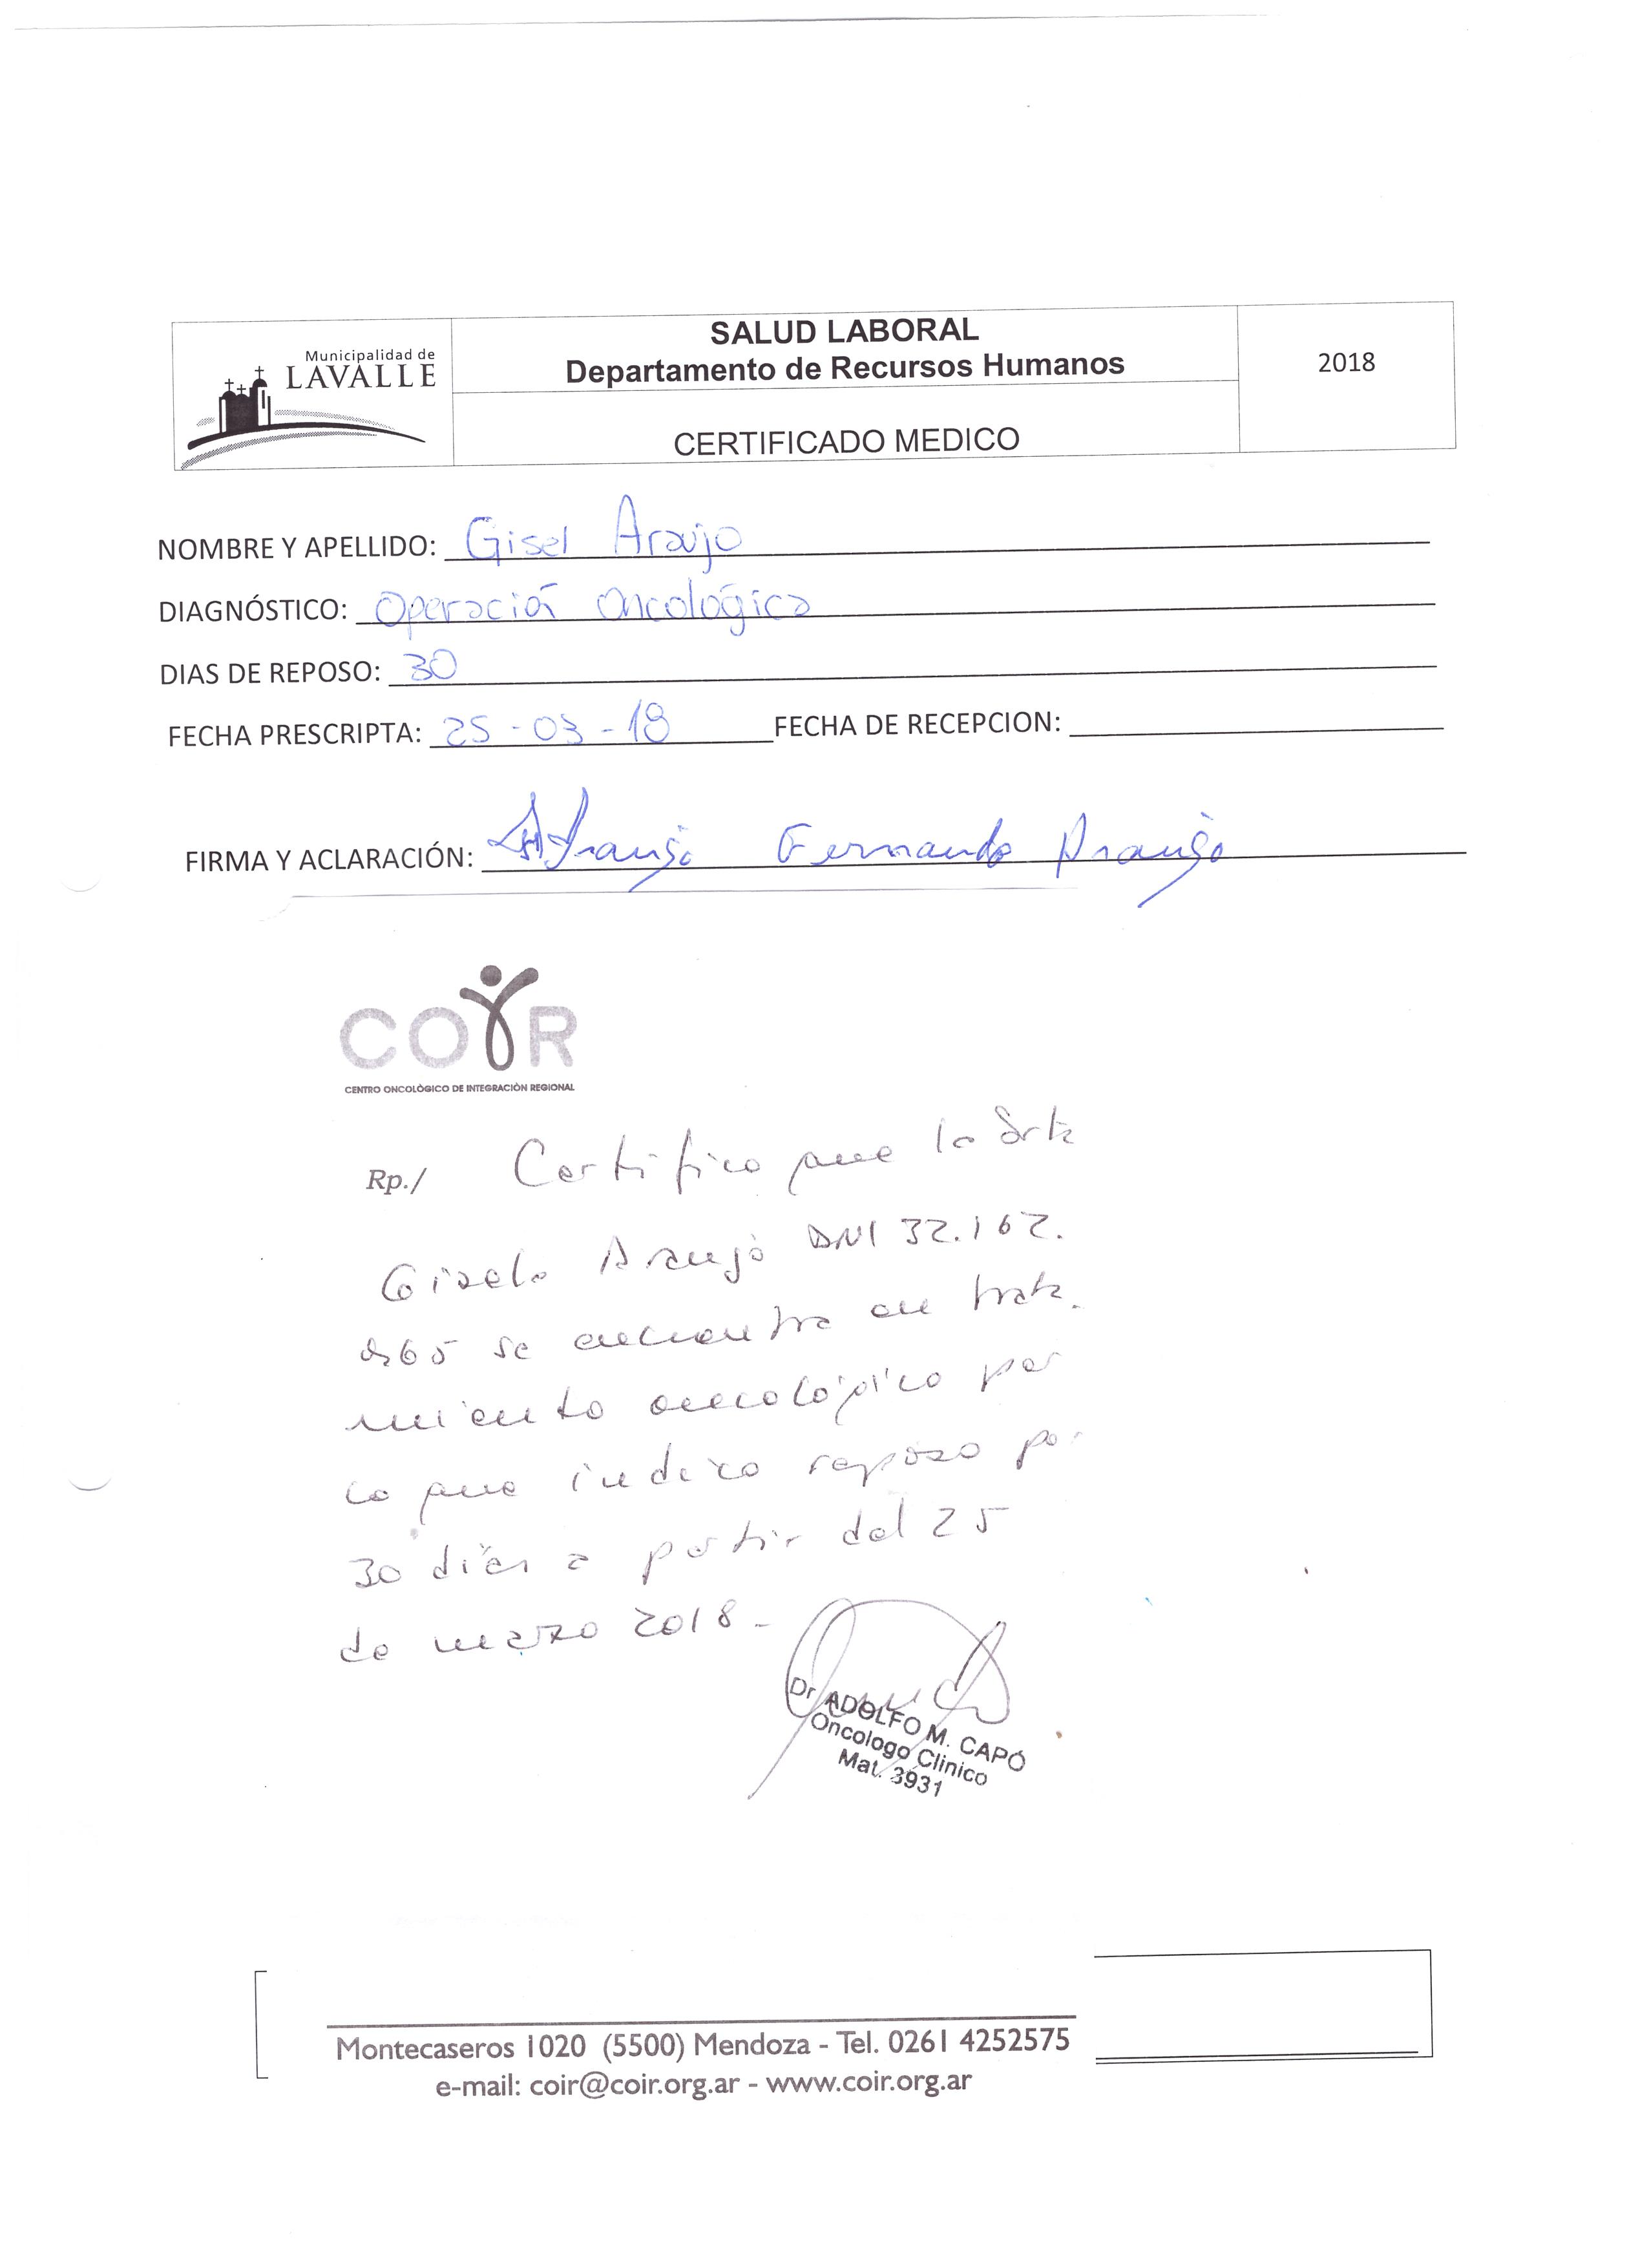 Municipalidad de
LAVALLE
SALUD LABORAL
Departamento de Recursos Humanos
2018
CERTIFICADO MEDICO
NOMBRE Y APELLIDO: Gisel Araujo
DIAGNÓSTICO: Operación Oncológica
DIAS DE REPOSO: 30
FECHA PRESCRIPTA: 25-03-18 FECHA DE RECEPCION:
FIRMA Y ACLARACIÓN: Araujo Fernando Araujo
COIR
CENTRO ONCOLÓGICO DE INTEGRACIÓN REGIONAL
Rp./ Certifico que la Srta
Gisela Araujo DNI 32.162.
se encuentra en trata
miento oncológico por
lo que indico reposo por
30 días a partir del 25
de marzo 2018.-
Dr. ADOLFO M. CAPÓ
Oncologo Clinico
Mat. 3931
Montecaseros 1020 (5500) Mendoza - Tel. 0261 4252575
e-mail: coir@coir.org.ar - www.coir.org.ar